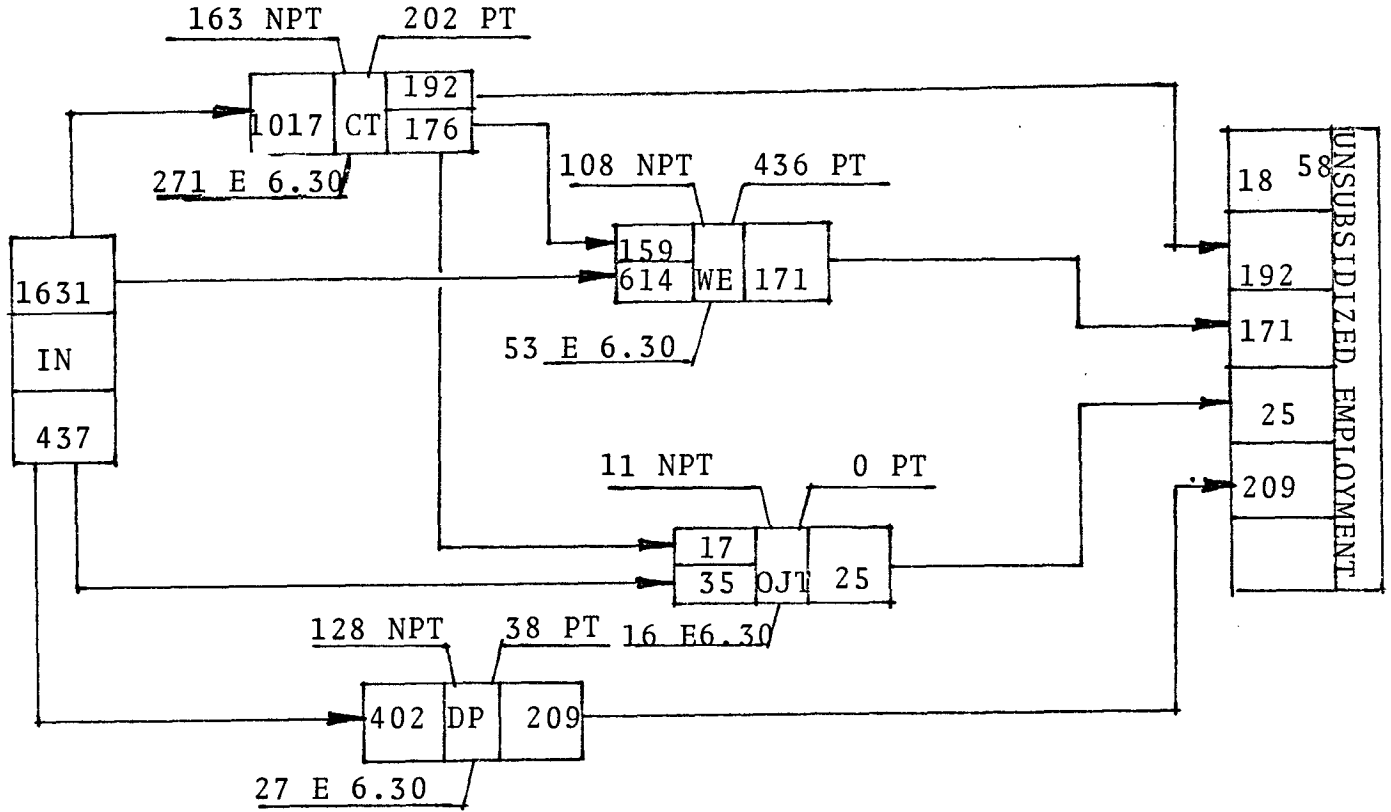 163 NPT 202 PT
192
1017 CT 176
271 E 6.30
108 NPT 436 PT
159
614 WE 171
53 E 6.30
1631
IN
437
11 NPT 0 PT
17
35 OJT 25
16 E6.30
128 NPT 38 PT
402 DP 209
27 E 6.30
18 58
192
171
25
209
UNSUBSIDIZED EMPLOYMENT